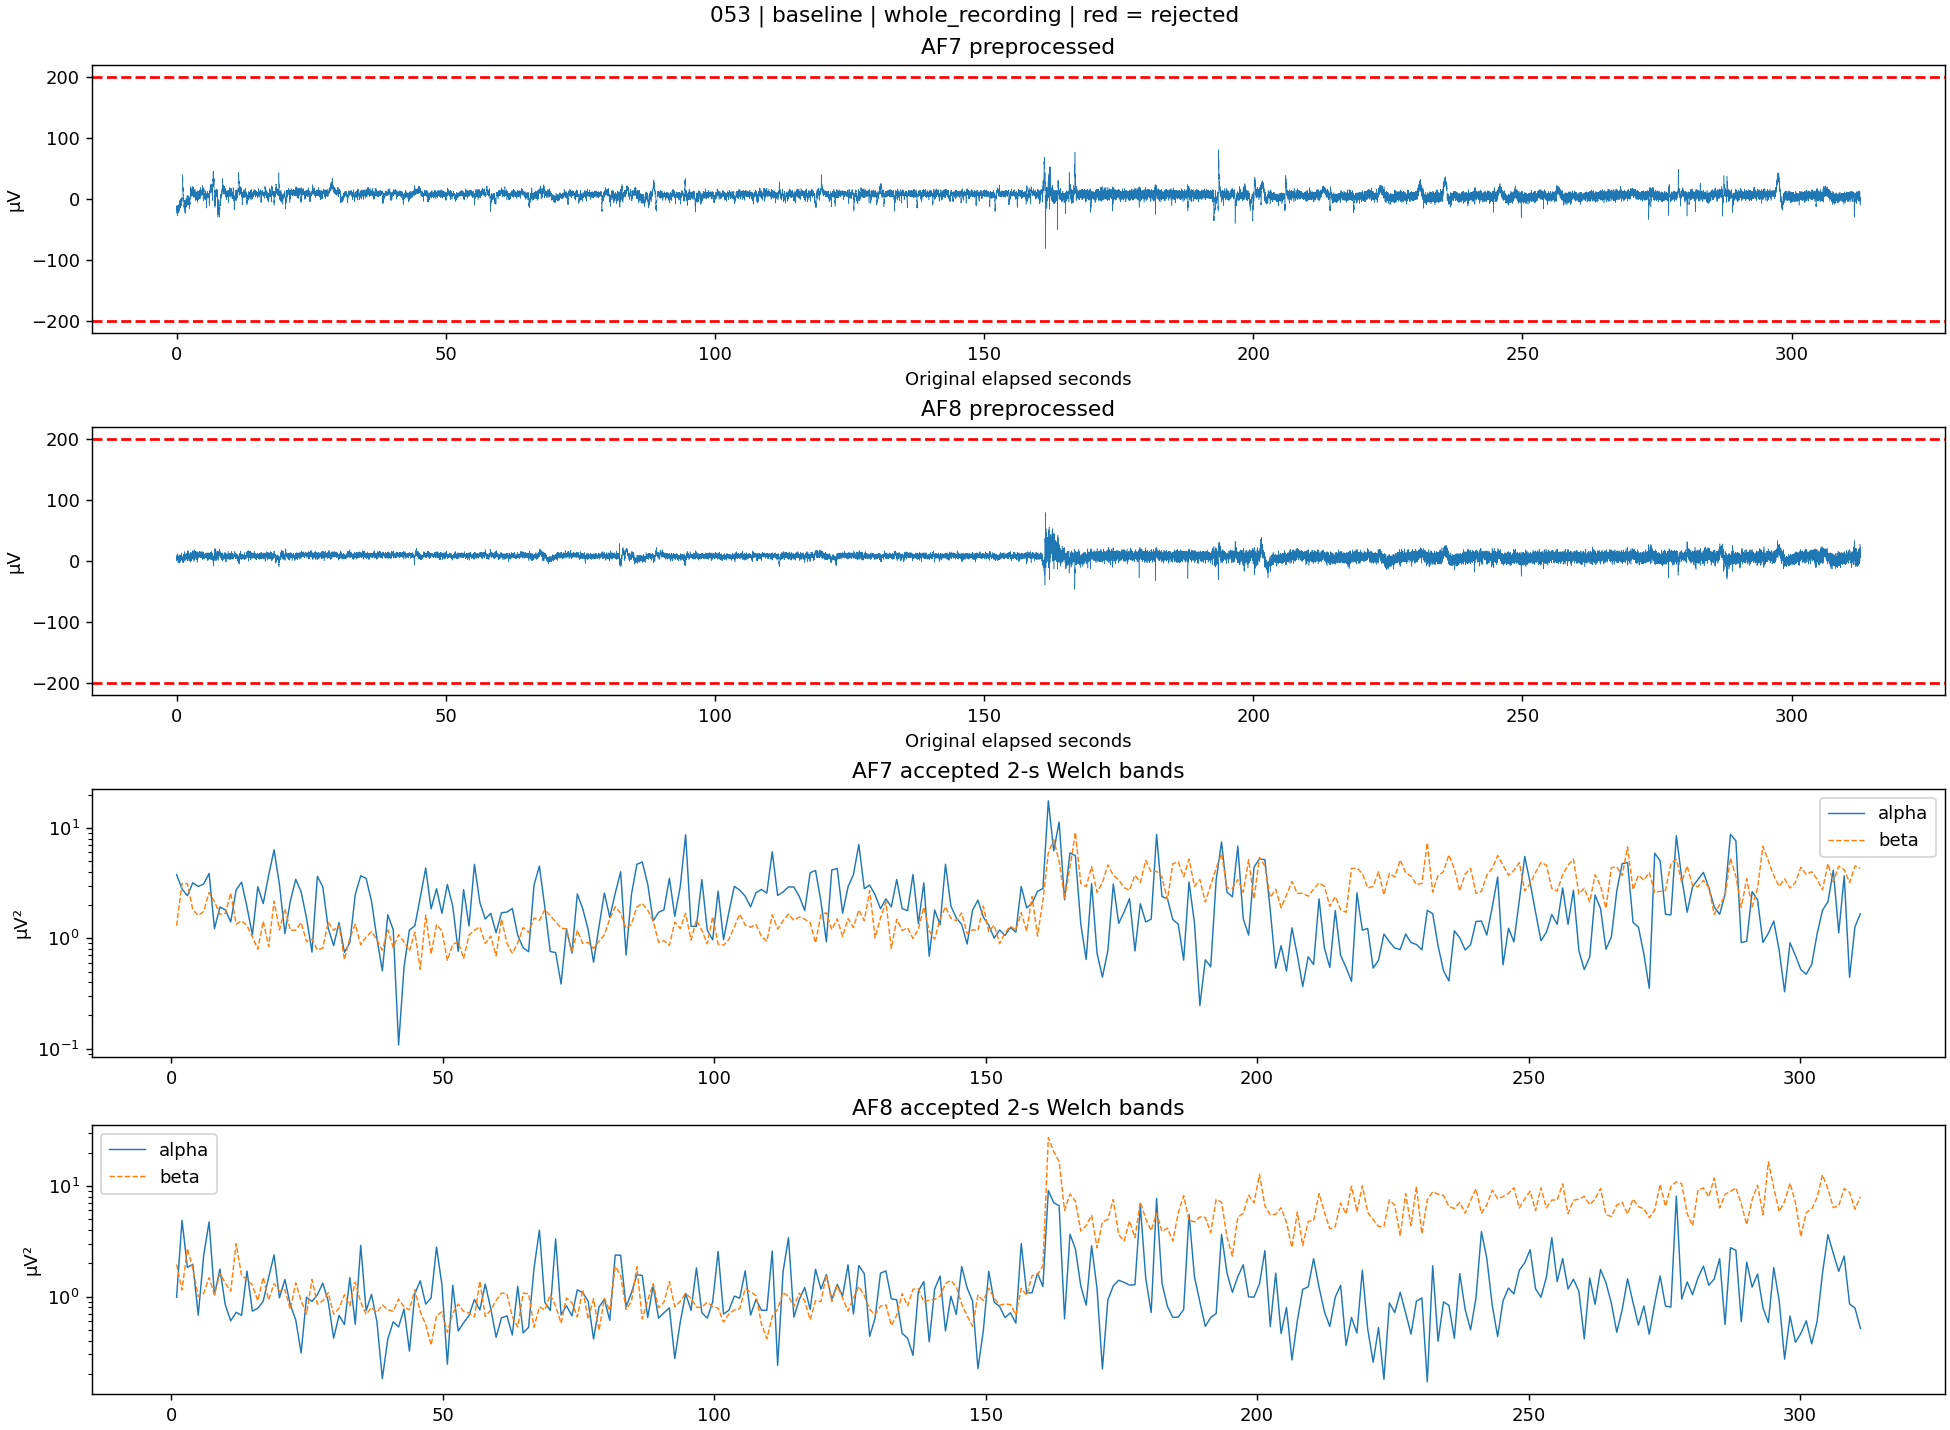 053 | baseline | whole_recording | red = rejected
AF7 preprocessed
200
100
0
−100
−200
µV
0 50 100 150 200 250 300
Original elapsed seconds
AF8 preprocessed
200
100
0
−100
−200
µV
0 50 100 150 200 250 300
Original elapsed seconds
AF7 accepted 2-s Welch bands
10¹
10⁰
10⁻¹
µV²
alpha
beta
0 50 100 150 200 250 300
AF8 accepted 2-s Welch bands
10¹
10⁰
µV²
alpha
beta
0 50 100 150 200 250 300